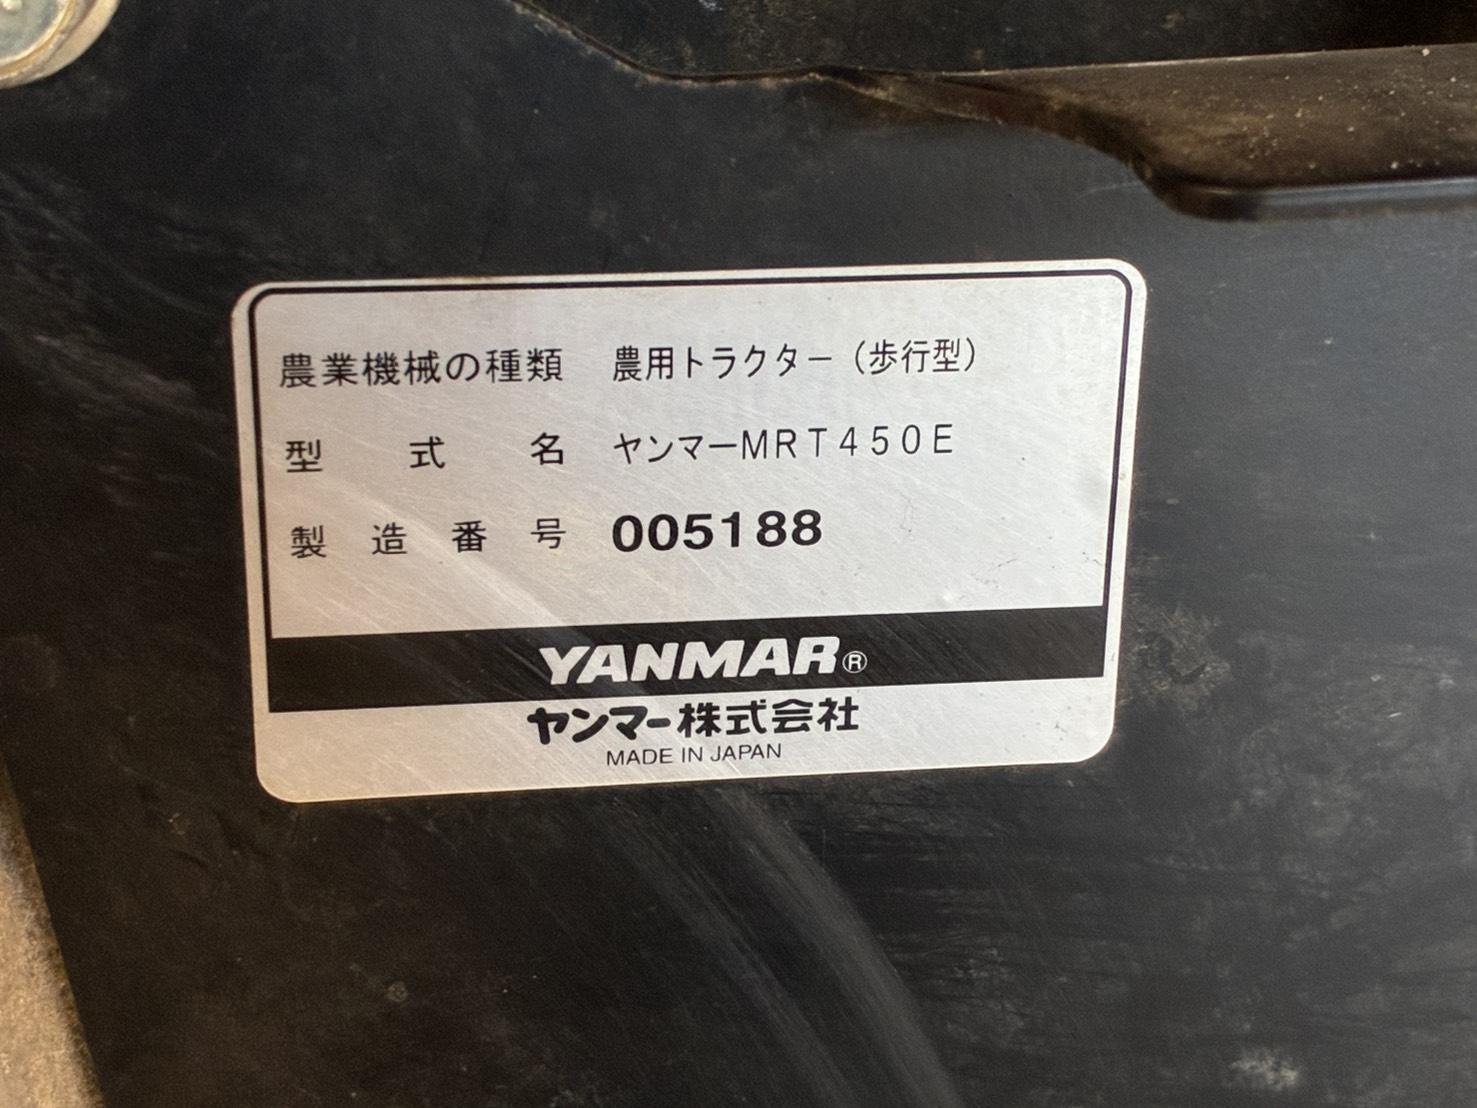 農業機械の種類 農用トラクター(歩行型)
型式名 ヤンマーMRT450E
製造番号 005188
YANMAR®
ヤンマー株式会社
MADE IN JAPAN